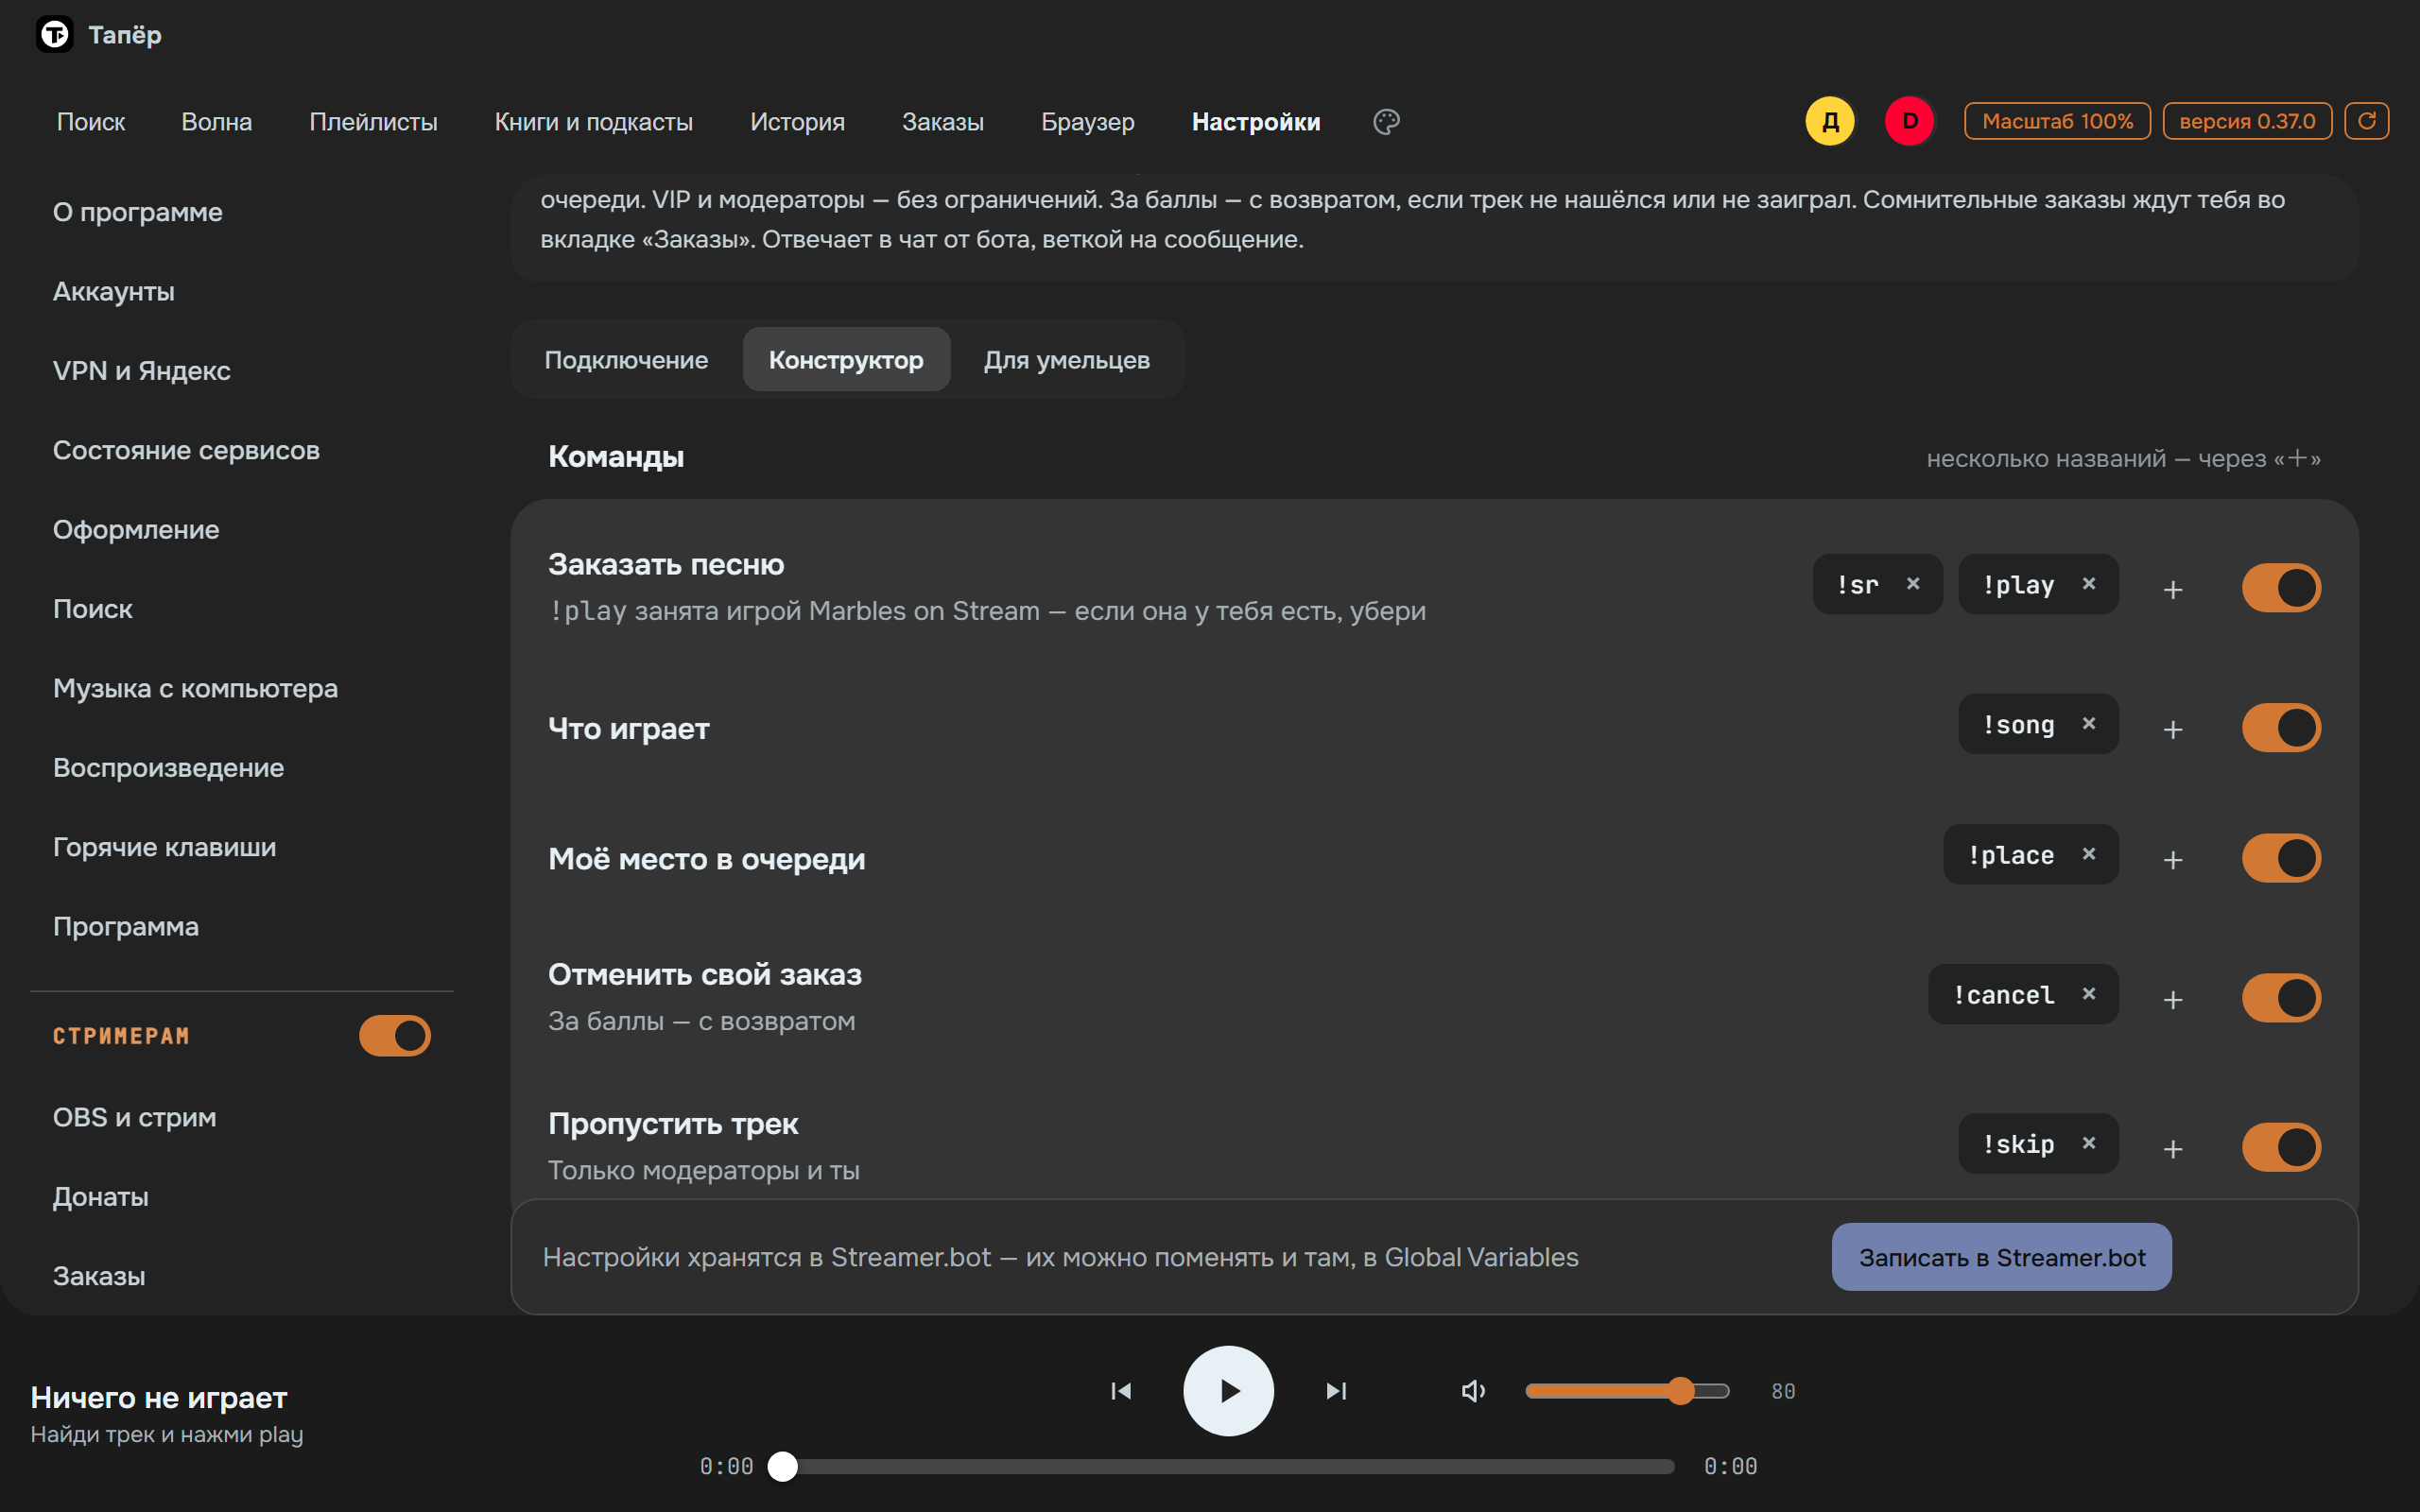 Тапёр
Поиск Волна Плейлисты Книги и подкасты История Заказы Браузер Настройки Д D Масштаб 100% версия 0.37.0
О программе
Аккаунты
VPN и Яндекс
Состояние сервисов
Оформление
Поиск
Музыка с компьютера
Воспроизведение
Горячие клавиши
Программа
СТРИМЕРАМ
OBS и стрим
Донаты
Заказы
очереди. VIP и модераторы — без ограничений. За баллы — с возвратом, если трек не нашёлся или не заиграл. Сомнительные заказы ждут тебя во
вкладке «Заказы». Отвечает в чат от бота, веткой на сообщение.
Подключение Конструктор Для умельцев
Команды несколько названий — через «+»
Заказать песню !sr × !play × +
!play занята игрой Marbles on Stream — если она у тебя есть, убери
Что играет !song × +
Моё место в очереди !place × +
Отменить свой заказ !cancel × +
За баллы — с возвратом
Пропустить трек !skip × +
Только модераторы и ты
Настройки хранятся в Streamer.bot — их можно поменять и там, в Global Variables Записать в Streamer.bot
Ничего не играет
Найди трек и нажми play
80
0:00 0:00